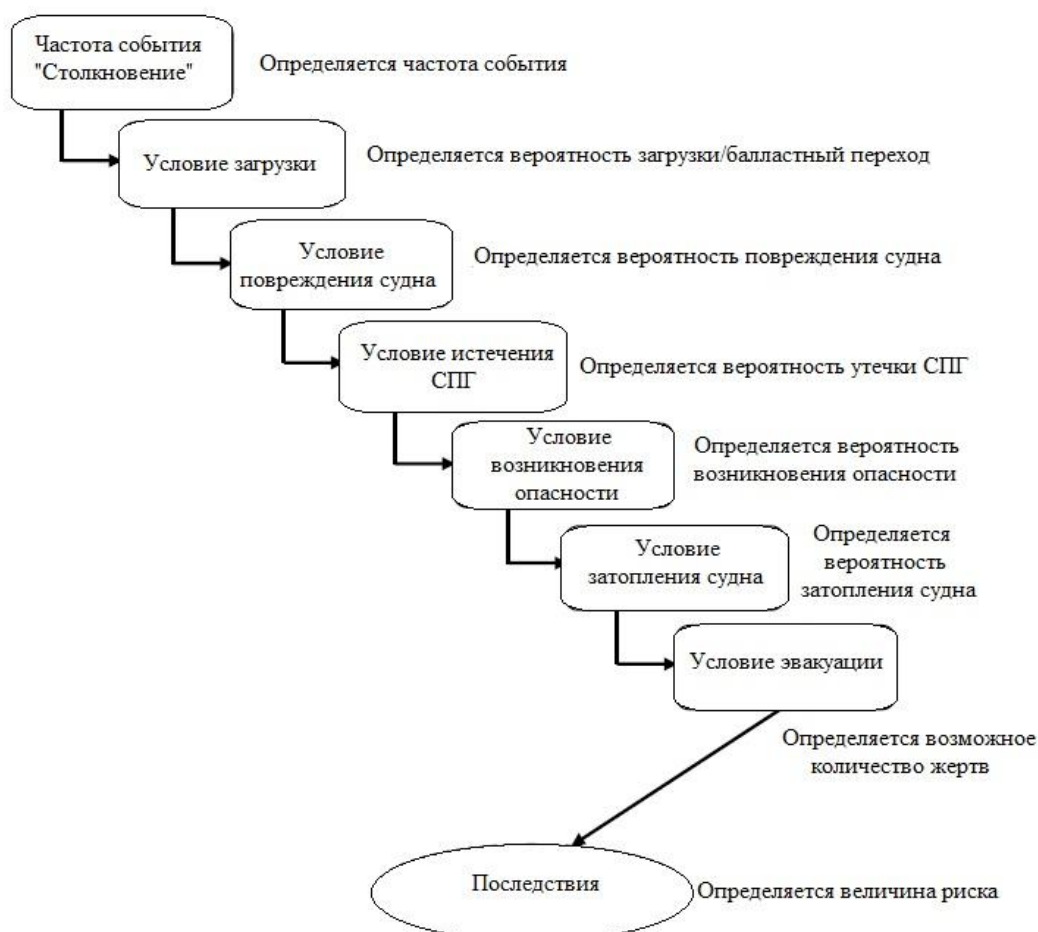 Частота события
"Столкновение"
Определяется частота события
Условие загрузки
Определяется вероятность загрузки/балластный переход
Условие
повреждения судна
Определяется вероятность повреждения судна
Условие истечения
СПГ
Определяется вероятность утечки СПГ
Условие
возникновения
опасности
Определяется вероятность
возникновения опасности
Условие
затопления судна
Определяется
вероятность
затопления судна
Условие эвакуации
Определяется возможное
количество жертв
Последствия
Определяется величина риска